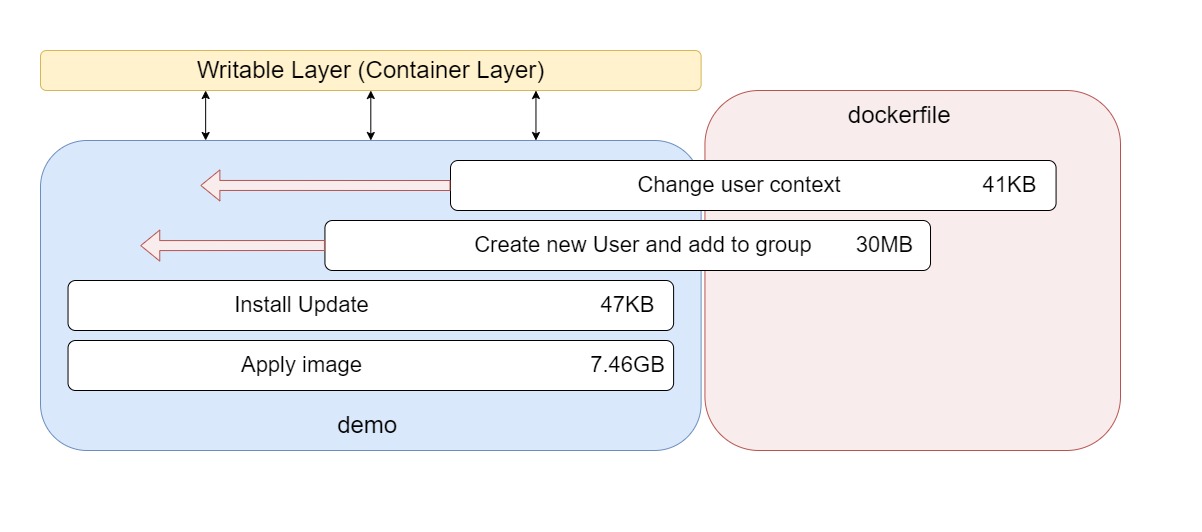 Writable Layer (Container Layer)
dockerfile
Change user context 41KB
Create new User and add to group 30MB
Install Update 47KB
Apply image 7.46GB
demo